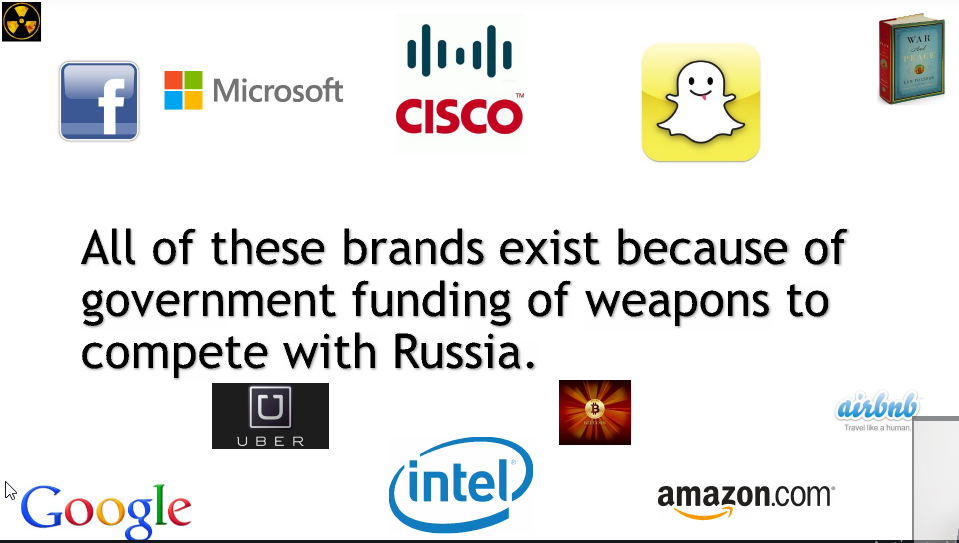 Microsoft
CISCO™
WAR
And
PEACE
All of these brands exist because of
government funding of weapons to
compete with Russia.
UBER
airbnb
Travel like a human.
Google
intel®
amazon.com®